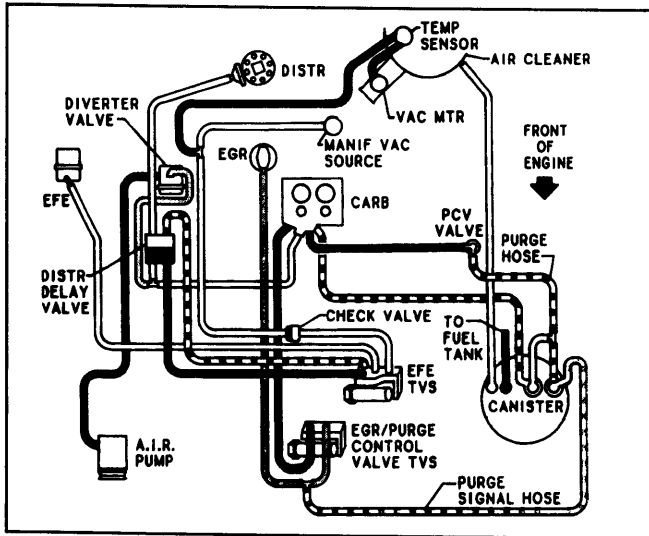 TEMP
SENSOR
DISTR
AIR CLEANER
DIVERTER
VALVE
VAC MTR
EGR
MANIF VAC
SOURCE
FRONT
OF
ENGINE
EFE
CARB
PCV
VALVE
PURGE
HOSE
DISTR
DELAY
VALVE
CHECK VALVE
TO
FUEL
TANK
EFE
TVS
CANISTER
A.I.R.
PUMP
EGR/PURGE
CONTROL
VALVE TVS
PURGE
SIGNAL HOSE